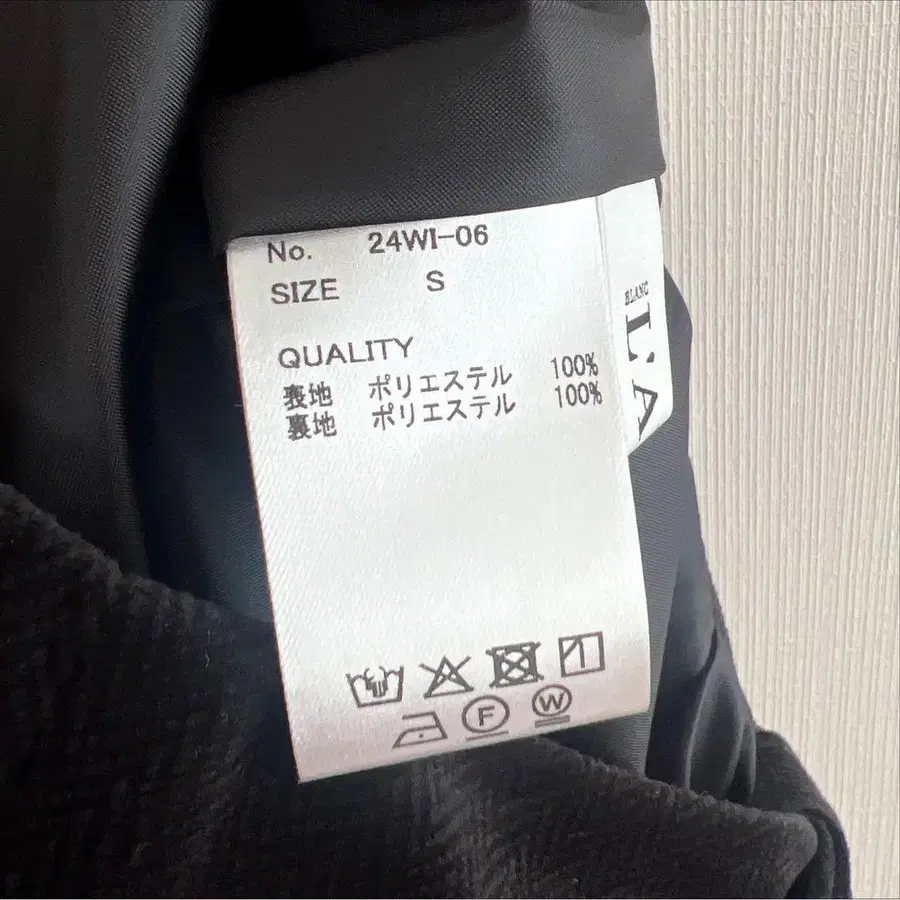 No. 24WI-06
SIZE S
QUALITY
表地 ポリエステル 100%
裏地 ポリエステル 100%
F
W
BLANC
L'A